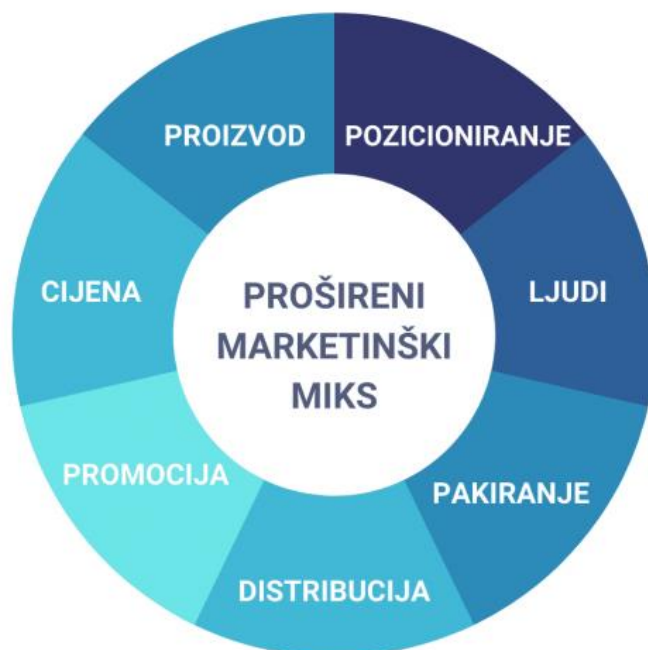 PROIZVOD
POZICIONIRANJE
CIJENA
PROŠIRENI
MARKETINŠKI
MIKS
LJUDI
PROMOCIJA
PAKIRANJE
DISTRIBUCIJA